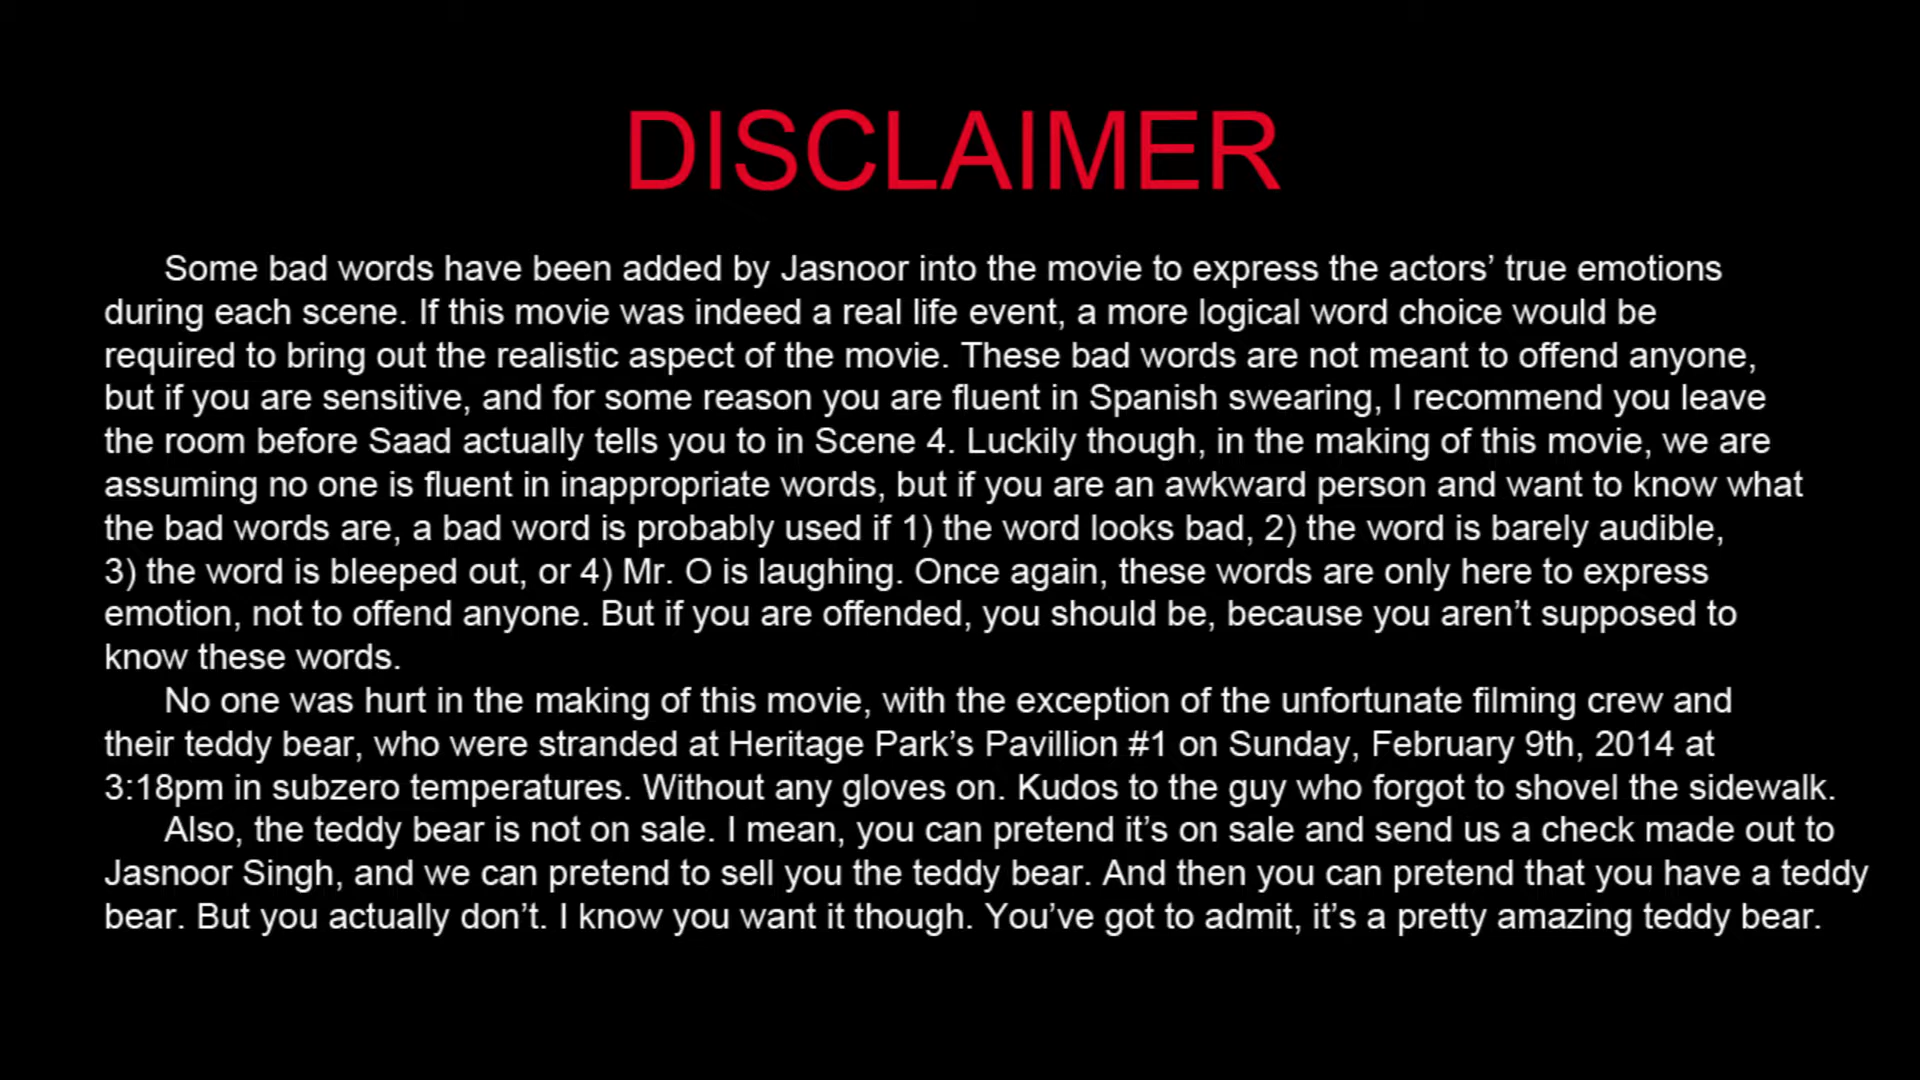 DISCLAIMER
Some bad words have been added by Jasnoor into the movie to express the actors’ true emotions
during each scene. If this movie was indeed a real life event, a more logical word choice would be
required to bring out the realistic aspect of the movie. These bad words are not meant to offend anyone,
but if you are sensitive, and for some reason you are fluent in Spanish swearing, I recommend you leave
the room before Saad actually tells you to in Scene 4. Luckily though, in the making of this movie, we are
assuming no one is fluent in inappropriate words, but if you are an awkward person and want to know what
the bad words are, a bad word is probably used if 1) the word looks bad, 2) the word is barely audible,
3) the word is bleeped out, or 4) Mr. O is laughing. Once again, these words are only here to express
emotion, not to offend anyone. But if you are offended, you should be, because you aren’t supposed to
know these words.
No one was hurt in the making of this movie, with the exception of the unfortunate filming crew and
their teddy bear, who were stranded at Heritage Park’s Pavillion #1 on Sunday, February 9th, 2014 at
3:18pm in subzero temperatures. Without any gloves on. Kudos to the guy who forgot to shovel the sidewalk.
Also, the teddy bear is not on sale. I mean, you can pretend it’s on sale and send us a check made out to
Jasnoor Singh, and we can pretend to sell you the teddy bear. And then you can pretend that you have a teddy
bear. But you actually don’t. I know you want it though. You’ve got to admit, it’s a pretty amazing teddy bear.